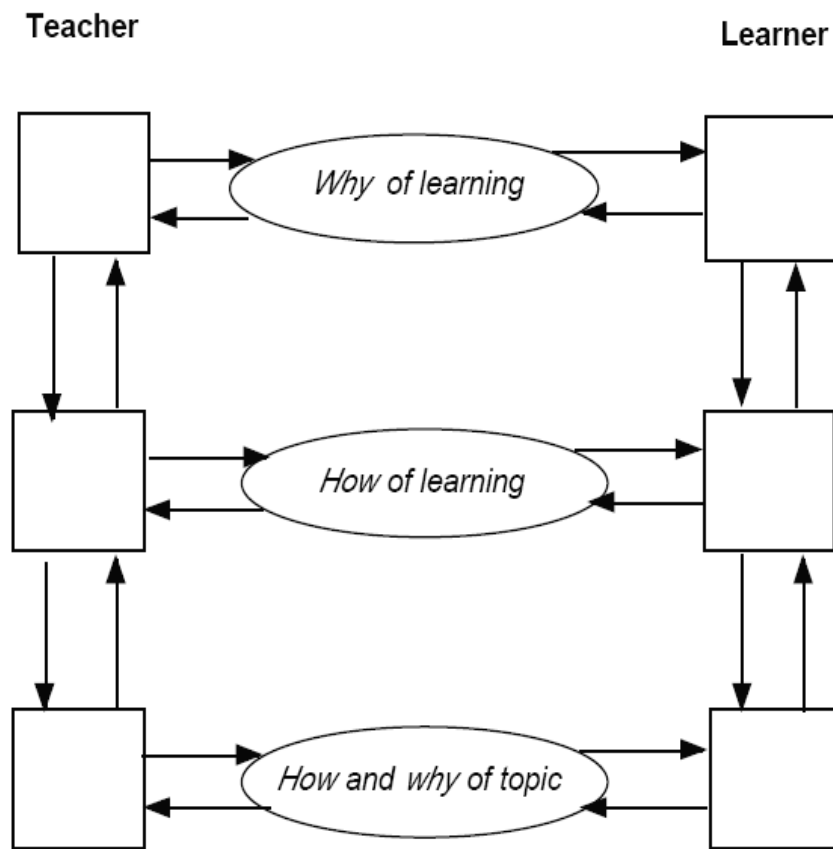 Teacher
Learner
Why of learning
How of learning
How and why of topic